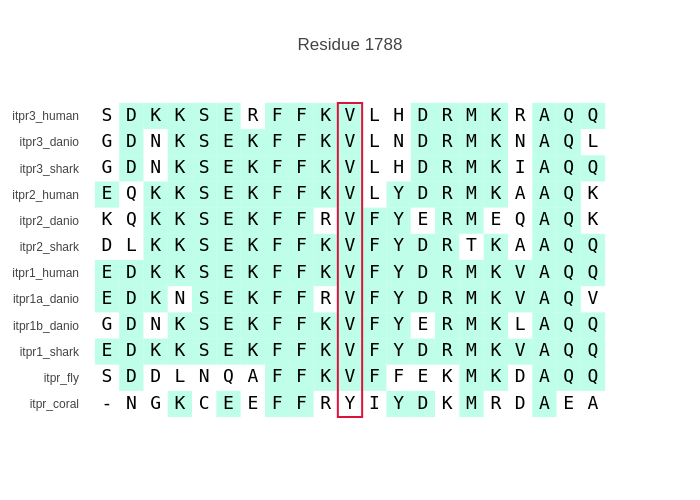 Residue 1788
itpr3_human S D K K S E R F F K V L H D R M K R A Q Q
itpr3_danio G D N K S E K F F K V L N D R M K N A Q L
itpr3_shark G D N K S E K F F K V L H D R M K I A Q Q
itpr2_human E Q K K S E K F F K V L Y D R M K A A Q K
itpr2_danio K Q K K S E K F F R V F Y E R M E Q A Q K
itpr2_shark D L K K S E K F F K V F Y D R T K A A Q Q
itpr1_human E D K K S E K F F K V F Y D R M K V A Q Q
itpr1a_danio E D K N S E K F F R V F Y D R M K V A Q V
itpr1b_danio G D N K S E K F F K V F Y E R M K L A Q Q
itpr1_shark E D K K S E K F F K V F Y D R M K V A Q Q
itpr_fly S D D L N Q A F F K V F F E K M K D A Q Q
itpr_coral - N G K C E E F F R Y I Y D K M R D A E A